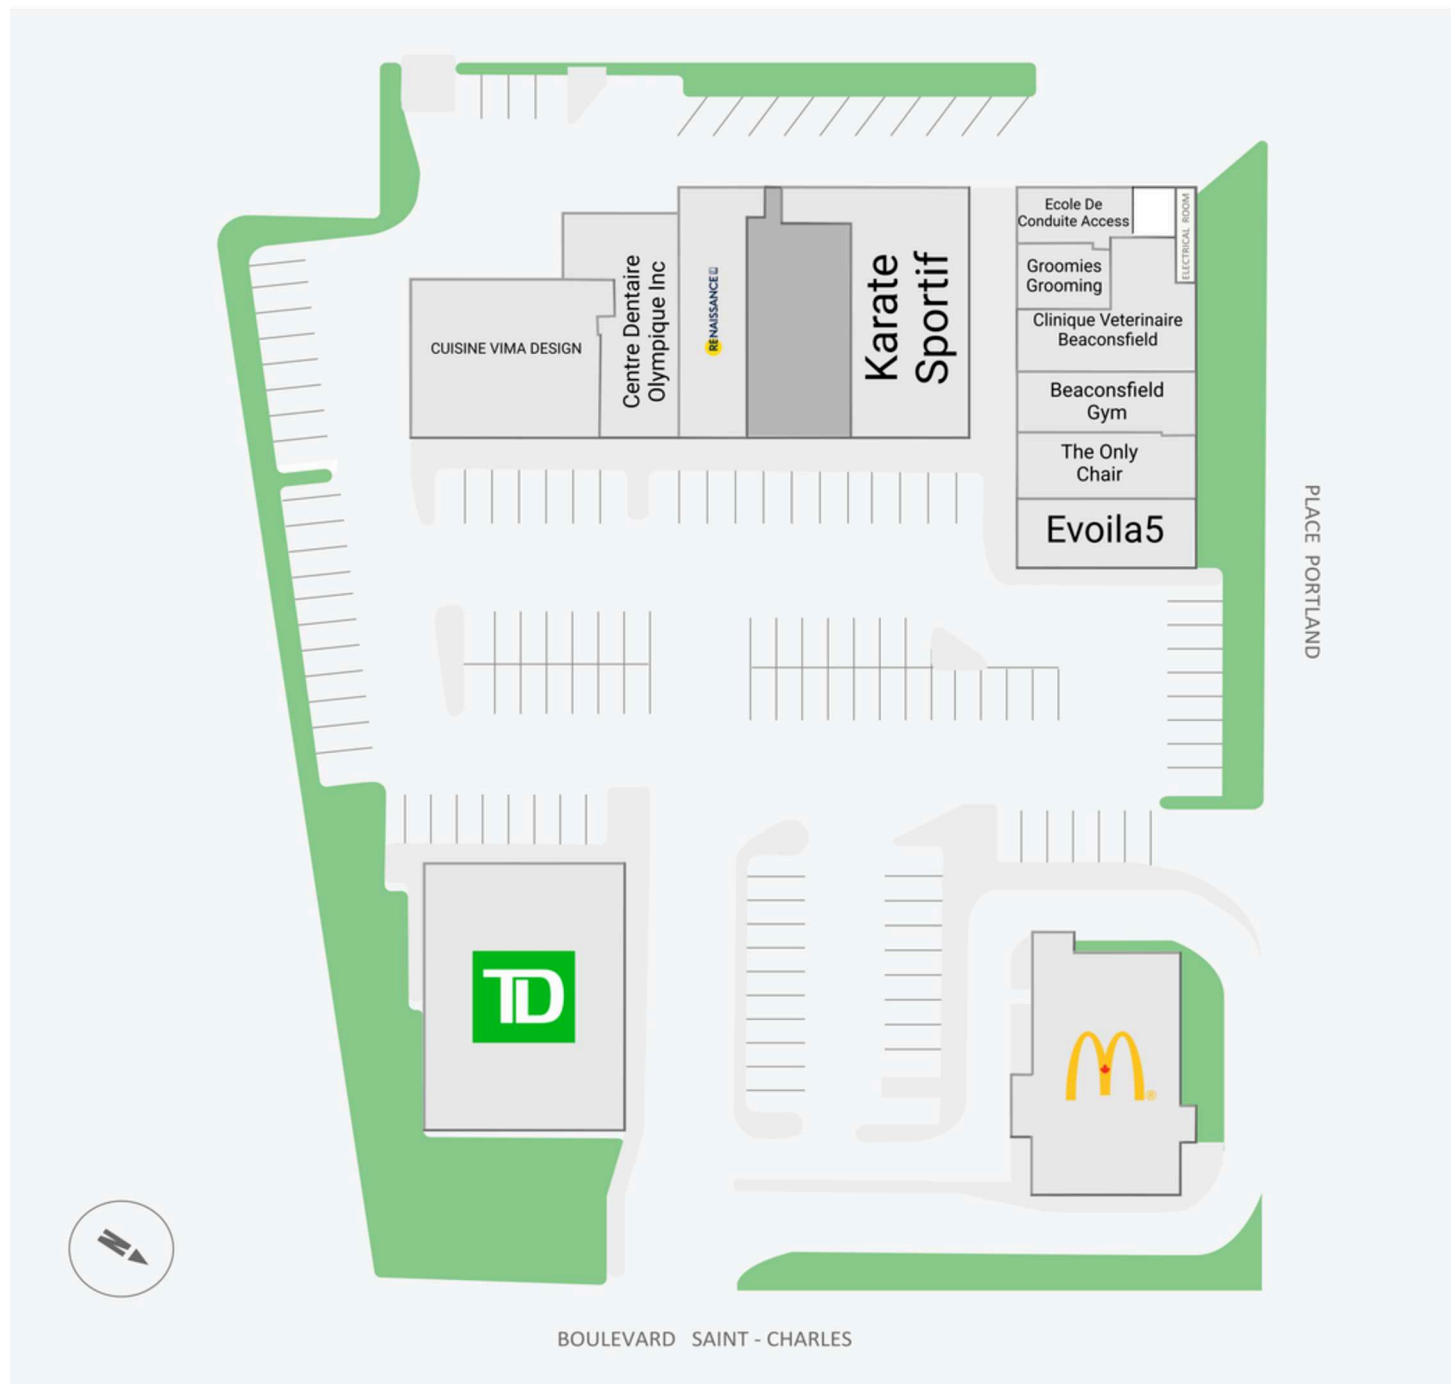 Ecole De
Conduite Access
ELECTRICAL ROOM
Groomies
Grooming
Clinique Veterinaire
Beaconsfield
Beaconsfield
Gym
The Only
Chair
Evoila5
Karate
Sportif
RENAISSANCE
Centre Dentaire
Olympique Inc
CUISINE VIMA DESIGN
PLACE PORTLAND
TD
M
®
N
BOULEVARD SAINT - CHARLES